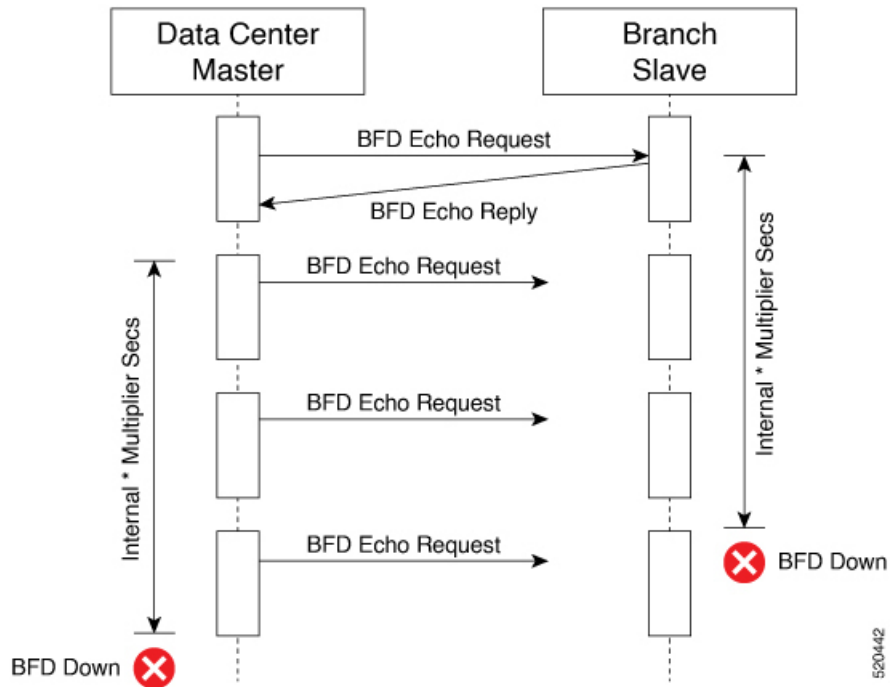 Data Center
Master
Branch
Slave
BFD Echo Request
BFD Echo Reply
BFD Echo Request
BFD Echo Request
BFD Echo Request
Internal * Multiplier Secs
Internal * Multiplier Secs
BFD Down
BFD Down
520442